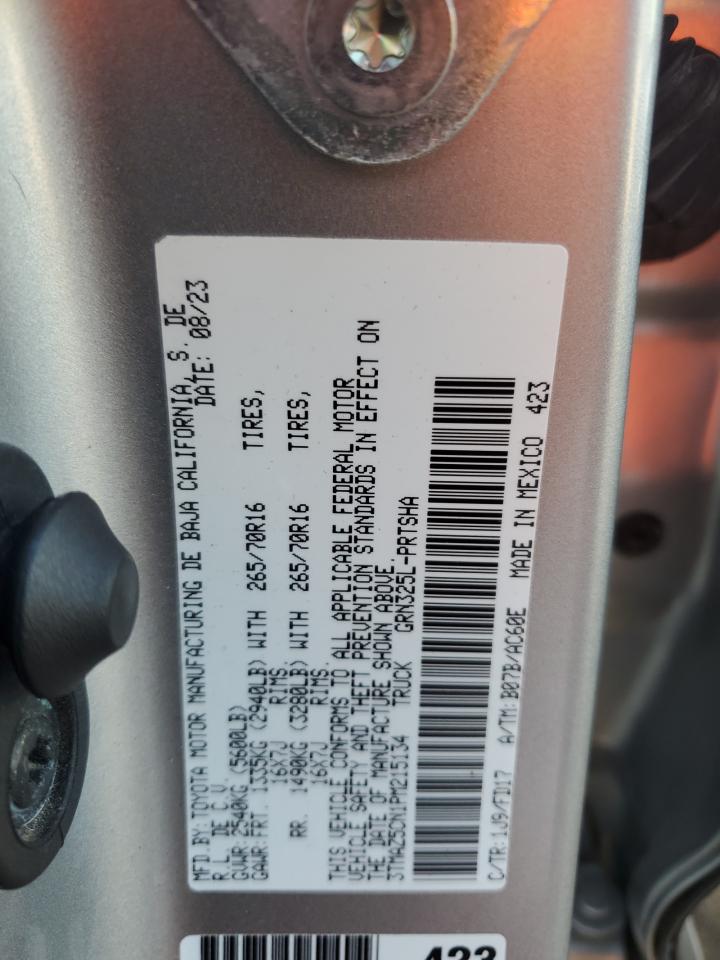 MFD.BY:TOYOTA MOTOR MANUFACTURING DE BAJA CALIFORNIA, S. DE
R.L. DE C.V. DATE: 08/23
GVWR:2540KG (5600LB)
GAWR:FRT. 1335KG (2940LB) WITH 265/70R16 TIRES,
16X7J RIMS.
RR. 1490KG (3280LB) WITH 265/70R16 TIRES,
16X7J RIMS.
THIS VEHICLE CONFORMS TO ALL APPLICABLE FEDERAL MOTOR
VEHICLE SAFETY AND THEFT PREVENTION STANDARDS IN EFFECT ON
THE DATE OF MANUFACTURE SHOWN ABOVE.
3TMAZ5CN1PM215134 TRUCK GRN325L-PRTSHA
C/TR:1J9/FD17 A/TM:B07B/AC60E MADE IN MEXICO 423
423